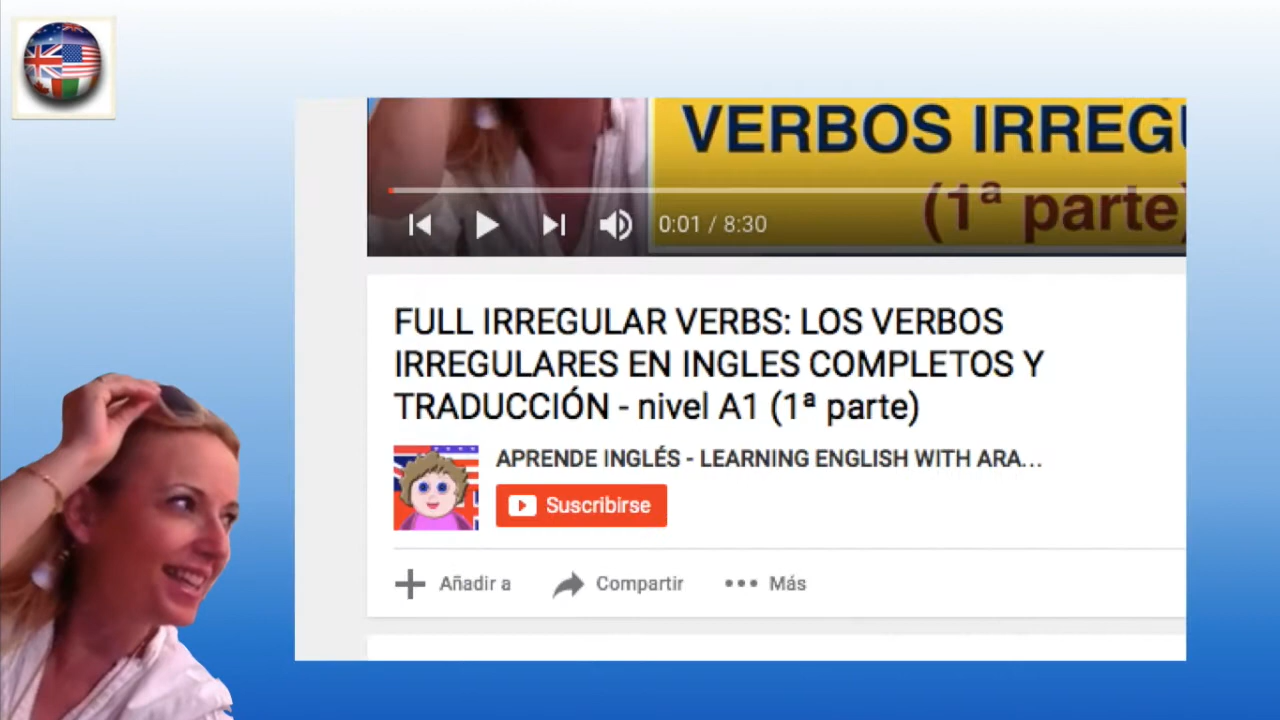 VERBOS IRREGU
(1ª parte)
0:01 / 8:30
FULL IRREGULAR VERBS: LOS VERBOS
IRREGULARES EN INGLES COMPLETOS Y
TRADUCCIÓN - nivel A1 (1ª parte)
APRENDE INGLÉS - LEARNING ENGLISH WITH ARA...
Suscribirse
Añadir a
Compartir
Más